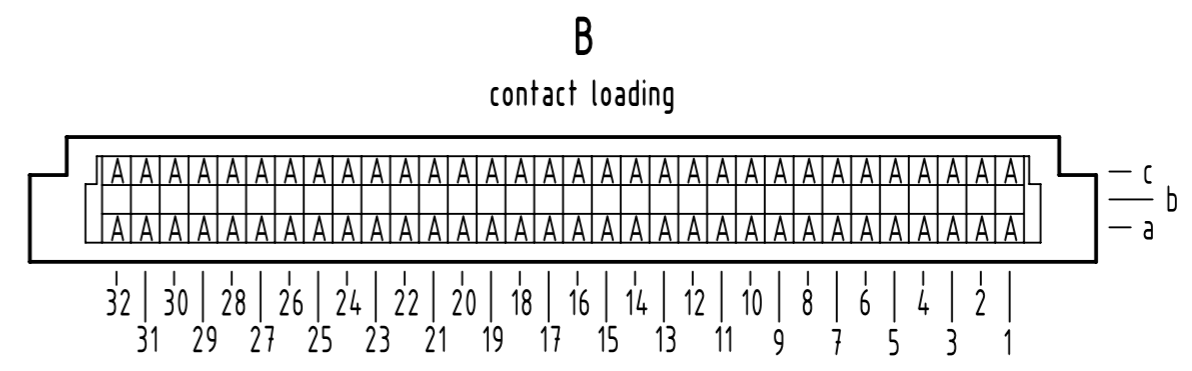 B
contact loading
A A A A A A A A A A A A A A A A A A A A A A A A A A A A A A A A
c
b
A A A A A A A A A A A A A A A A A A A A A A A A A A A A A A A A
a
32 30 28 26 24 22 20 18 16 14 12 10 8 6 4 2
31 29 27 25 23 21 19 17 15 13 11 9 7 5 3 1